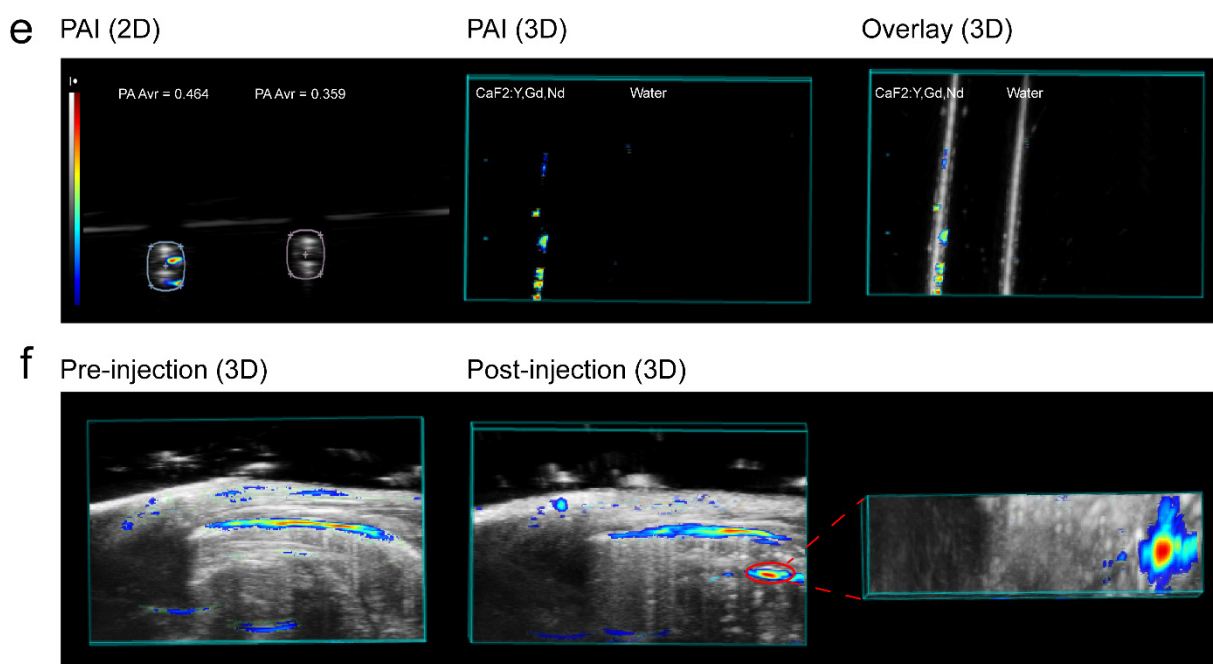 e PAI (2D) PAI (3D) Overlay (3D)
PA Avr = 0.464 PA Avr = 0.359 CaF2:Y,Gd,Nd Water CaF2:Y,Gd,Nd Water
f Pre-injection (3D) Post-injection (3D)